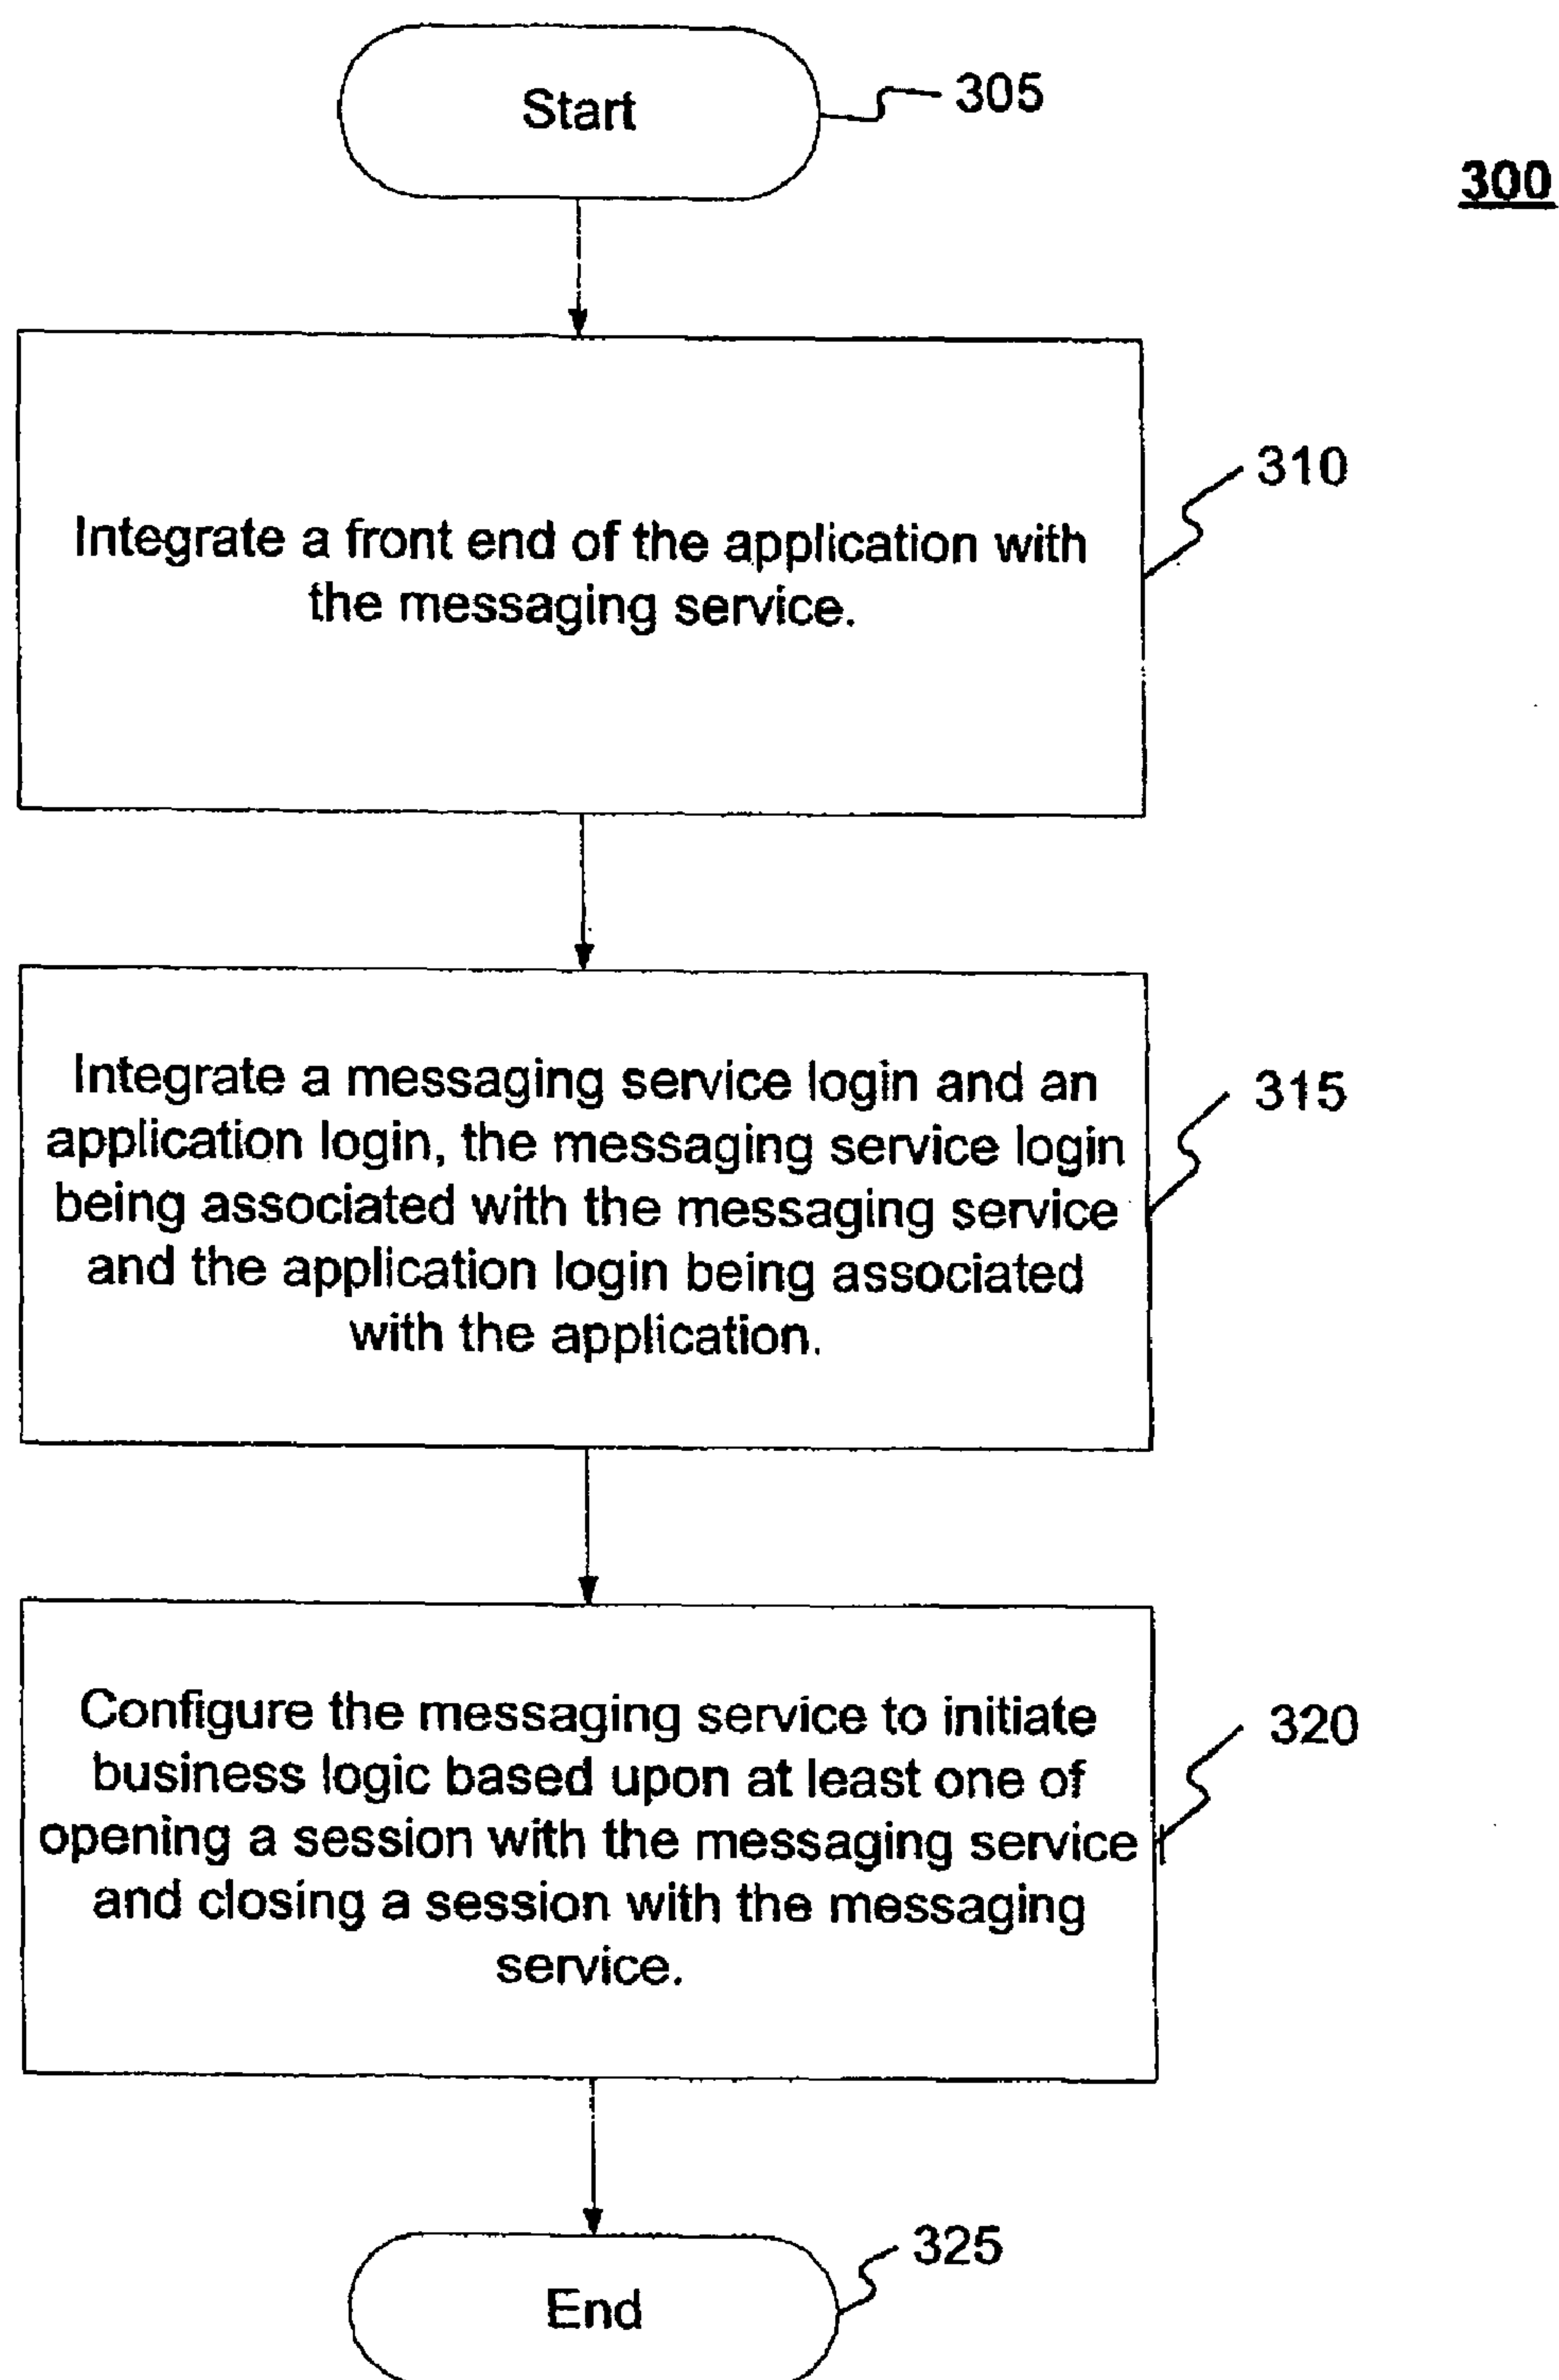 Start
305
300
310
Integrate a front end of the application with
the messaging service.
315
Integrate a messaging service login and an
application login, the messaging service login
being associated with the messaging service
and the application login being associated
with the application.
320
Configure the messaging service to initiate
business logic based upon at least one of
opening a session with the messaging service
and closing a session with the messaging
service.
325
End